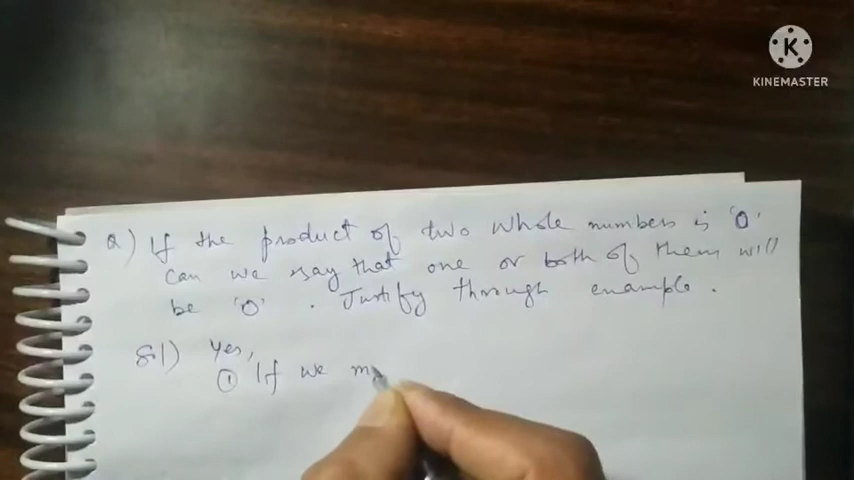 KINEMASTER
Q) If the product of two whole numbers is '0'
can we say that one or both of them will
be '0' . Justify through example .
Sol) Yes,
① If we m